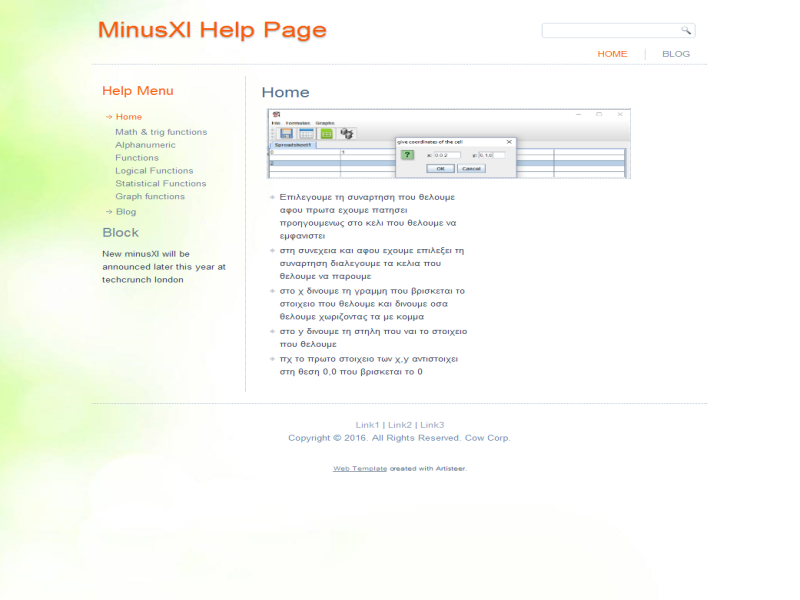 MinusXl Help Page
HOME
BLOG
Help Menu
Home
Math & trig functions
Alphanumeric
Functions
Logical Functions
Statistical Functions
Graph functions
Blog
Block
New minusXl will be
announced later this year at
techcrunch london
Home
File Formulas Graphs
Spreadsheet1
0 1
2
give coordinates of the cell
?
x: 0,0,2 y: 0,1,0
OK Cancel
Επιλεγουμε τη συναρτηση που θελουμε
αφου πρωτα εχουμε πατησει
προηγουμενως στο κελι που θελουμε να
εμφανιστει
στη συνεχεια και αφου εχουμε επιλεξει τη
συναρτηση διαλεγουμε τα κελια που
θελουμε να παρουμε
στο χ δινουμε τη γραμμη που βρισκεται το
στοιχειο που θελουμε και δινουμε οσα
θελουμε χωριζοντας τα με κομμα
στο y δινουμε τη στηλη που ναι το στοιχειο
που θελουμε
πχ το πρωτο στοιχειο των χ,y αντιστοιχει
στη θεση 0,0 που βρισκεται το 0
Link1 | Link2 | Link3
Copyright © 2016. All Rights Reserved. Cow Corp.
Web Template created with Artisteer.